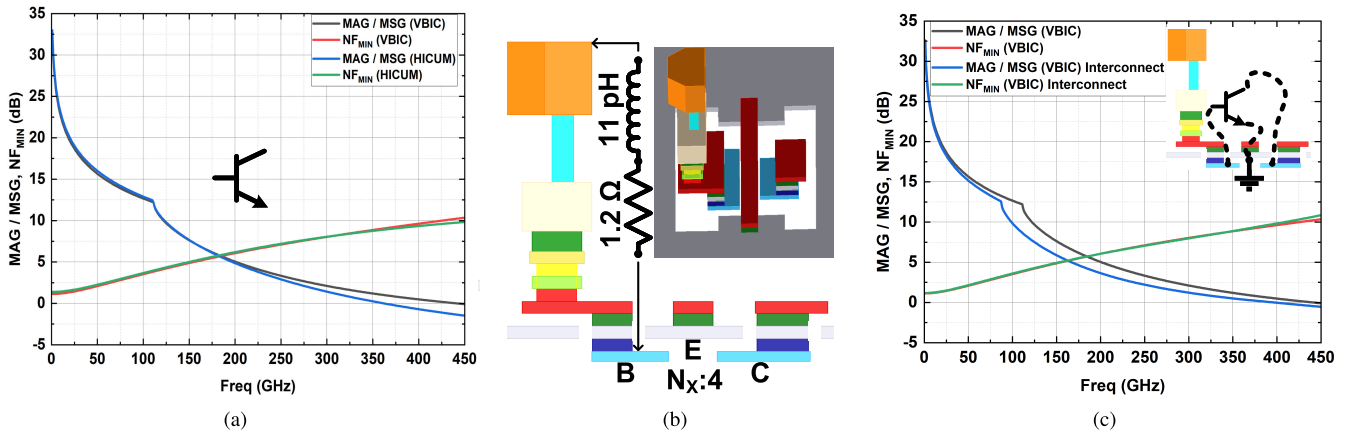 MAG / MSG, NF_MIN (dB)
35
30
25
20
15
10
5
0
-5
MAG / MSG (VBIC)
NF_MIN (VBIC)
MAG / MSG (HICUM)
NF_MIN (HICUM)
0 50 100 150 200 250 300 350 400 450
Freq (GHz)
(a)
11 pH
1.2 Ω
E
B
C
N_X:4
(b)
MAG / MSG, NF_MIN (dB)
35
30
25
20
15
10
5
0
-5
MAG / MSG (VBIC)
NF_MIN (VBIC)
MAG / MSG (VBIC) Interconnect
NF_MIN (VBIC) Interconnect
0 50 100 150 200 250 300 350 400 450
Freq (GHz)
(c)